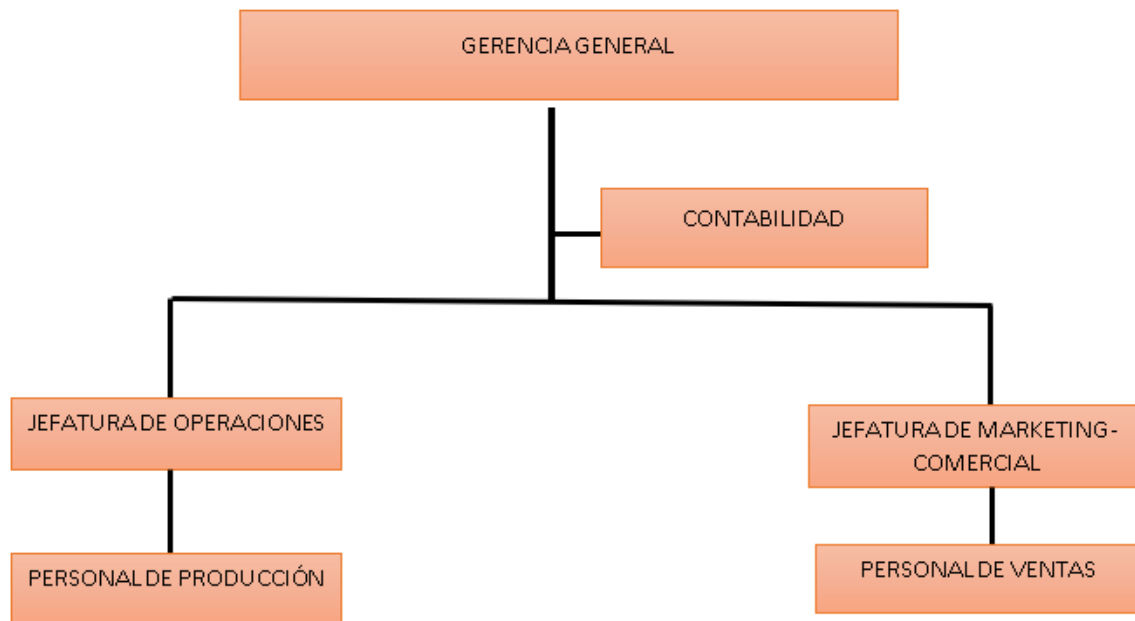 GERENCIA GENERAL
CONTABILIDAD
JEFATURA DE OPERACIONES
JEFATURA DE MARKETING-
COMERCIAL
PERSONAL DE PRODUCCIÓN
PERSONAL DE VENTAS